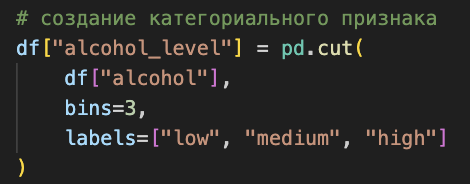 # создание категориального признака
df["alcohol_level"] = pd.cut(
    df["alcohol"],
    bins=3,
    labels=["low", "medium", "high"]
)